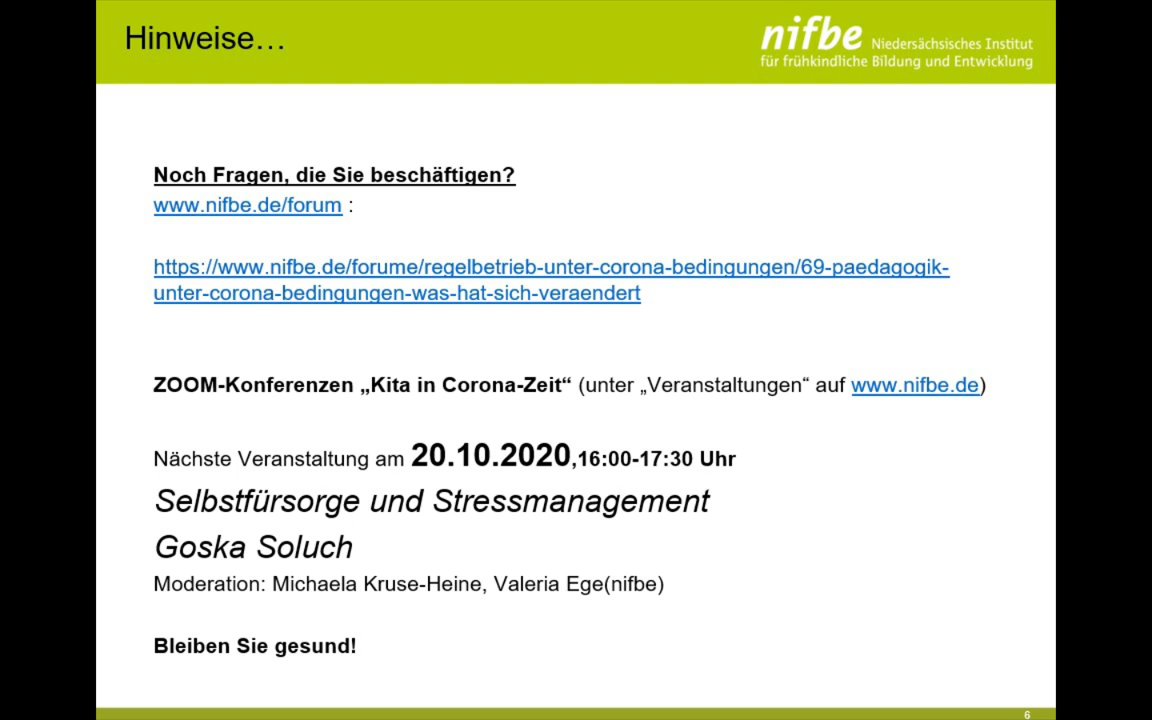 Hinweise…
nifbe Niedersächsisches Institut
für frühkindliche Bildung und Entwicklung
Noch Fragen, die Sie beschäftigen?
www.nifbe.de/forum :
https://www.nifbe.de/forume/regelbetrieb-unter-corona-bedingungen/69-paedagogik-
unter-corona-bedingungen-was-hat-sich-veraendert
ZOOM-Konferenzen „Kita in Corona-Zeit“ (unter „Veranstaltungen“ auf www.nifbe.de)
Nächste Veranstaltung am 20.10.2020,16:00-17:30 Uhr
Selbstfürsorge und Stressmanagement
Goska Soluch
Moderation: Michaela Kruse-Heine, Valeria Ege(nifbe)
Bleiben Sie gesund!
6